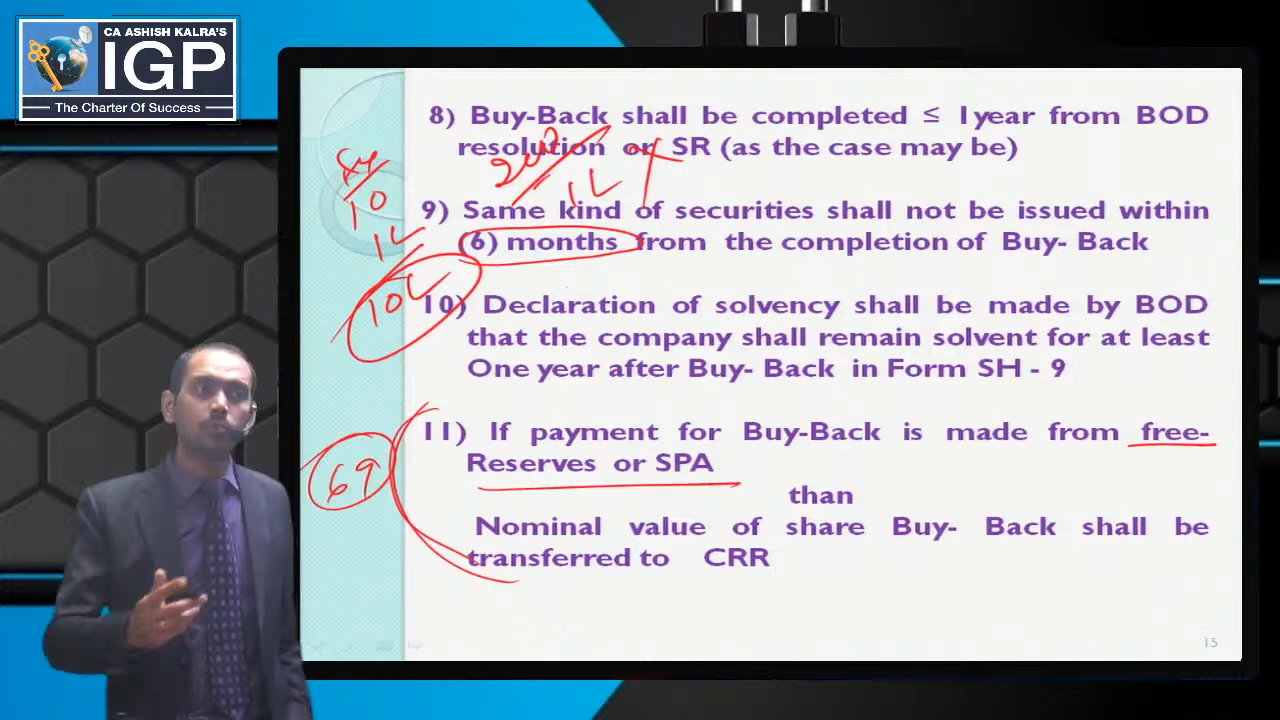 CA ASHISH KALRA'S
IGP
The Charter Of Success
8) Buy-Back shall be completed ≤ 1year from BOD
resolution or SR (as the case may be)
9) Same kind of securities shall not be issued within
(6) months from the completion of Buy- Back
10) Declaration of solvency shall be made by BOD
that the company shall remain solvent for at least
One year after Buy- Back in Form SH - 9
11) If payment for Buy-Back is made from free-
Reserves or SPA
than
Nominal value of share Buy- Back shall be
transferred to CRR
10
1L
10L
1L
69
15